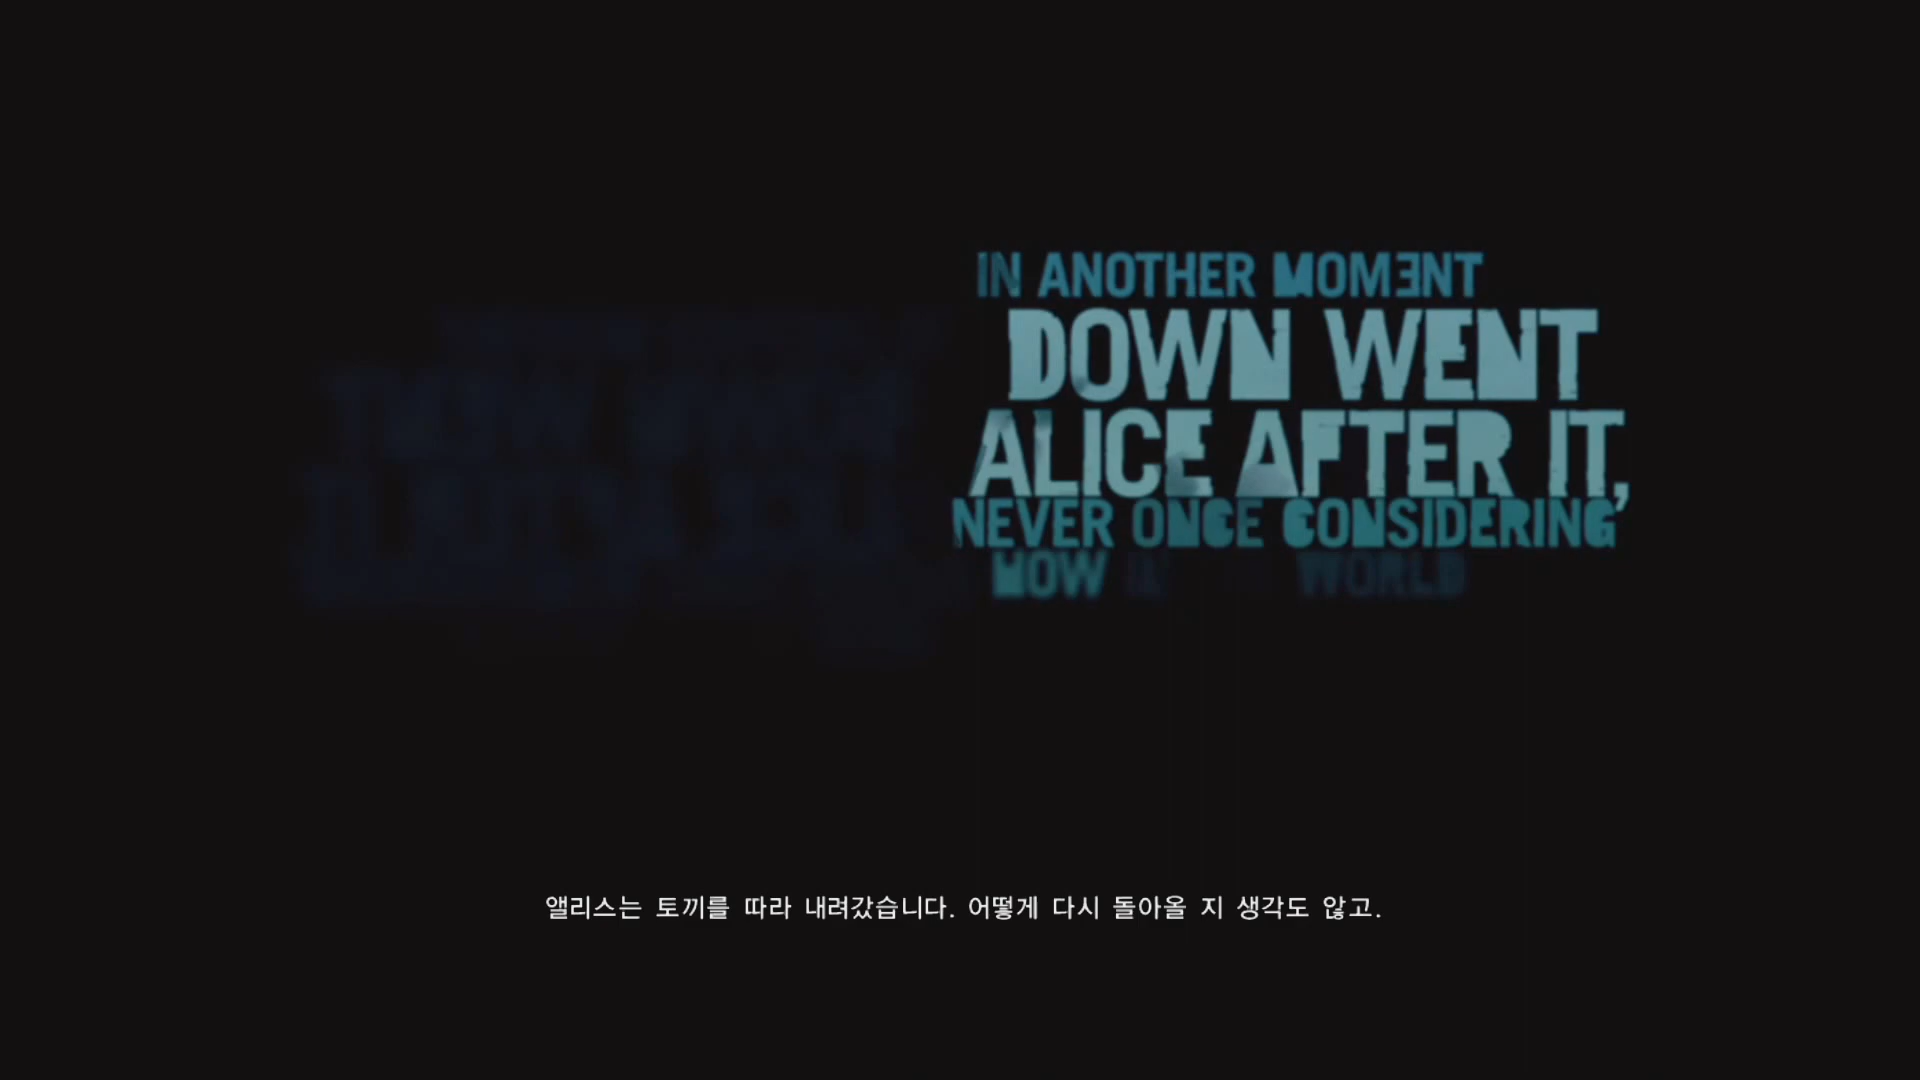 IN ANOTHER MOMENT
DOWN WENT
ALICE AFTER IT,
NEVER ONCE CONSIDERING
HOW IN WORLD
앨리스는 토끼를 따라 내려갔습니다. 어떻게 다시 돌아올 지 생각도 않고.